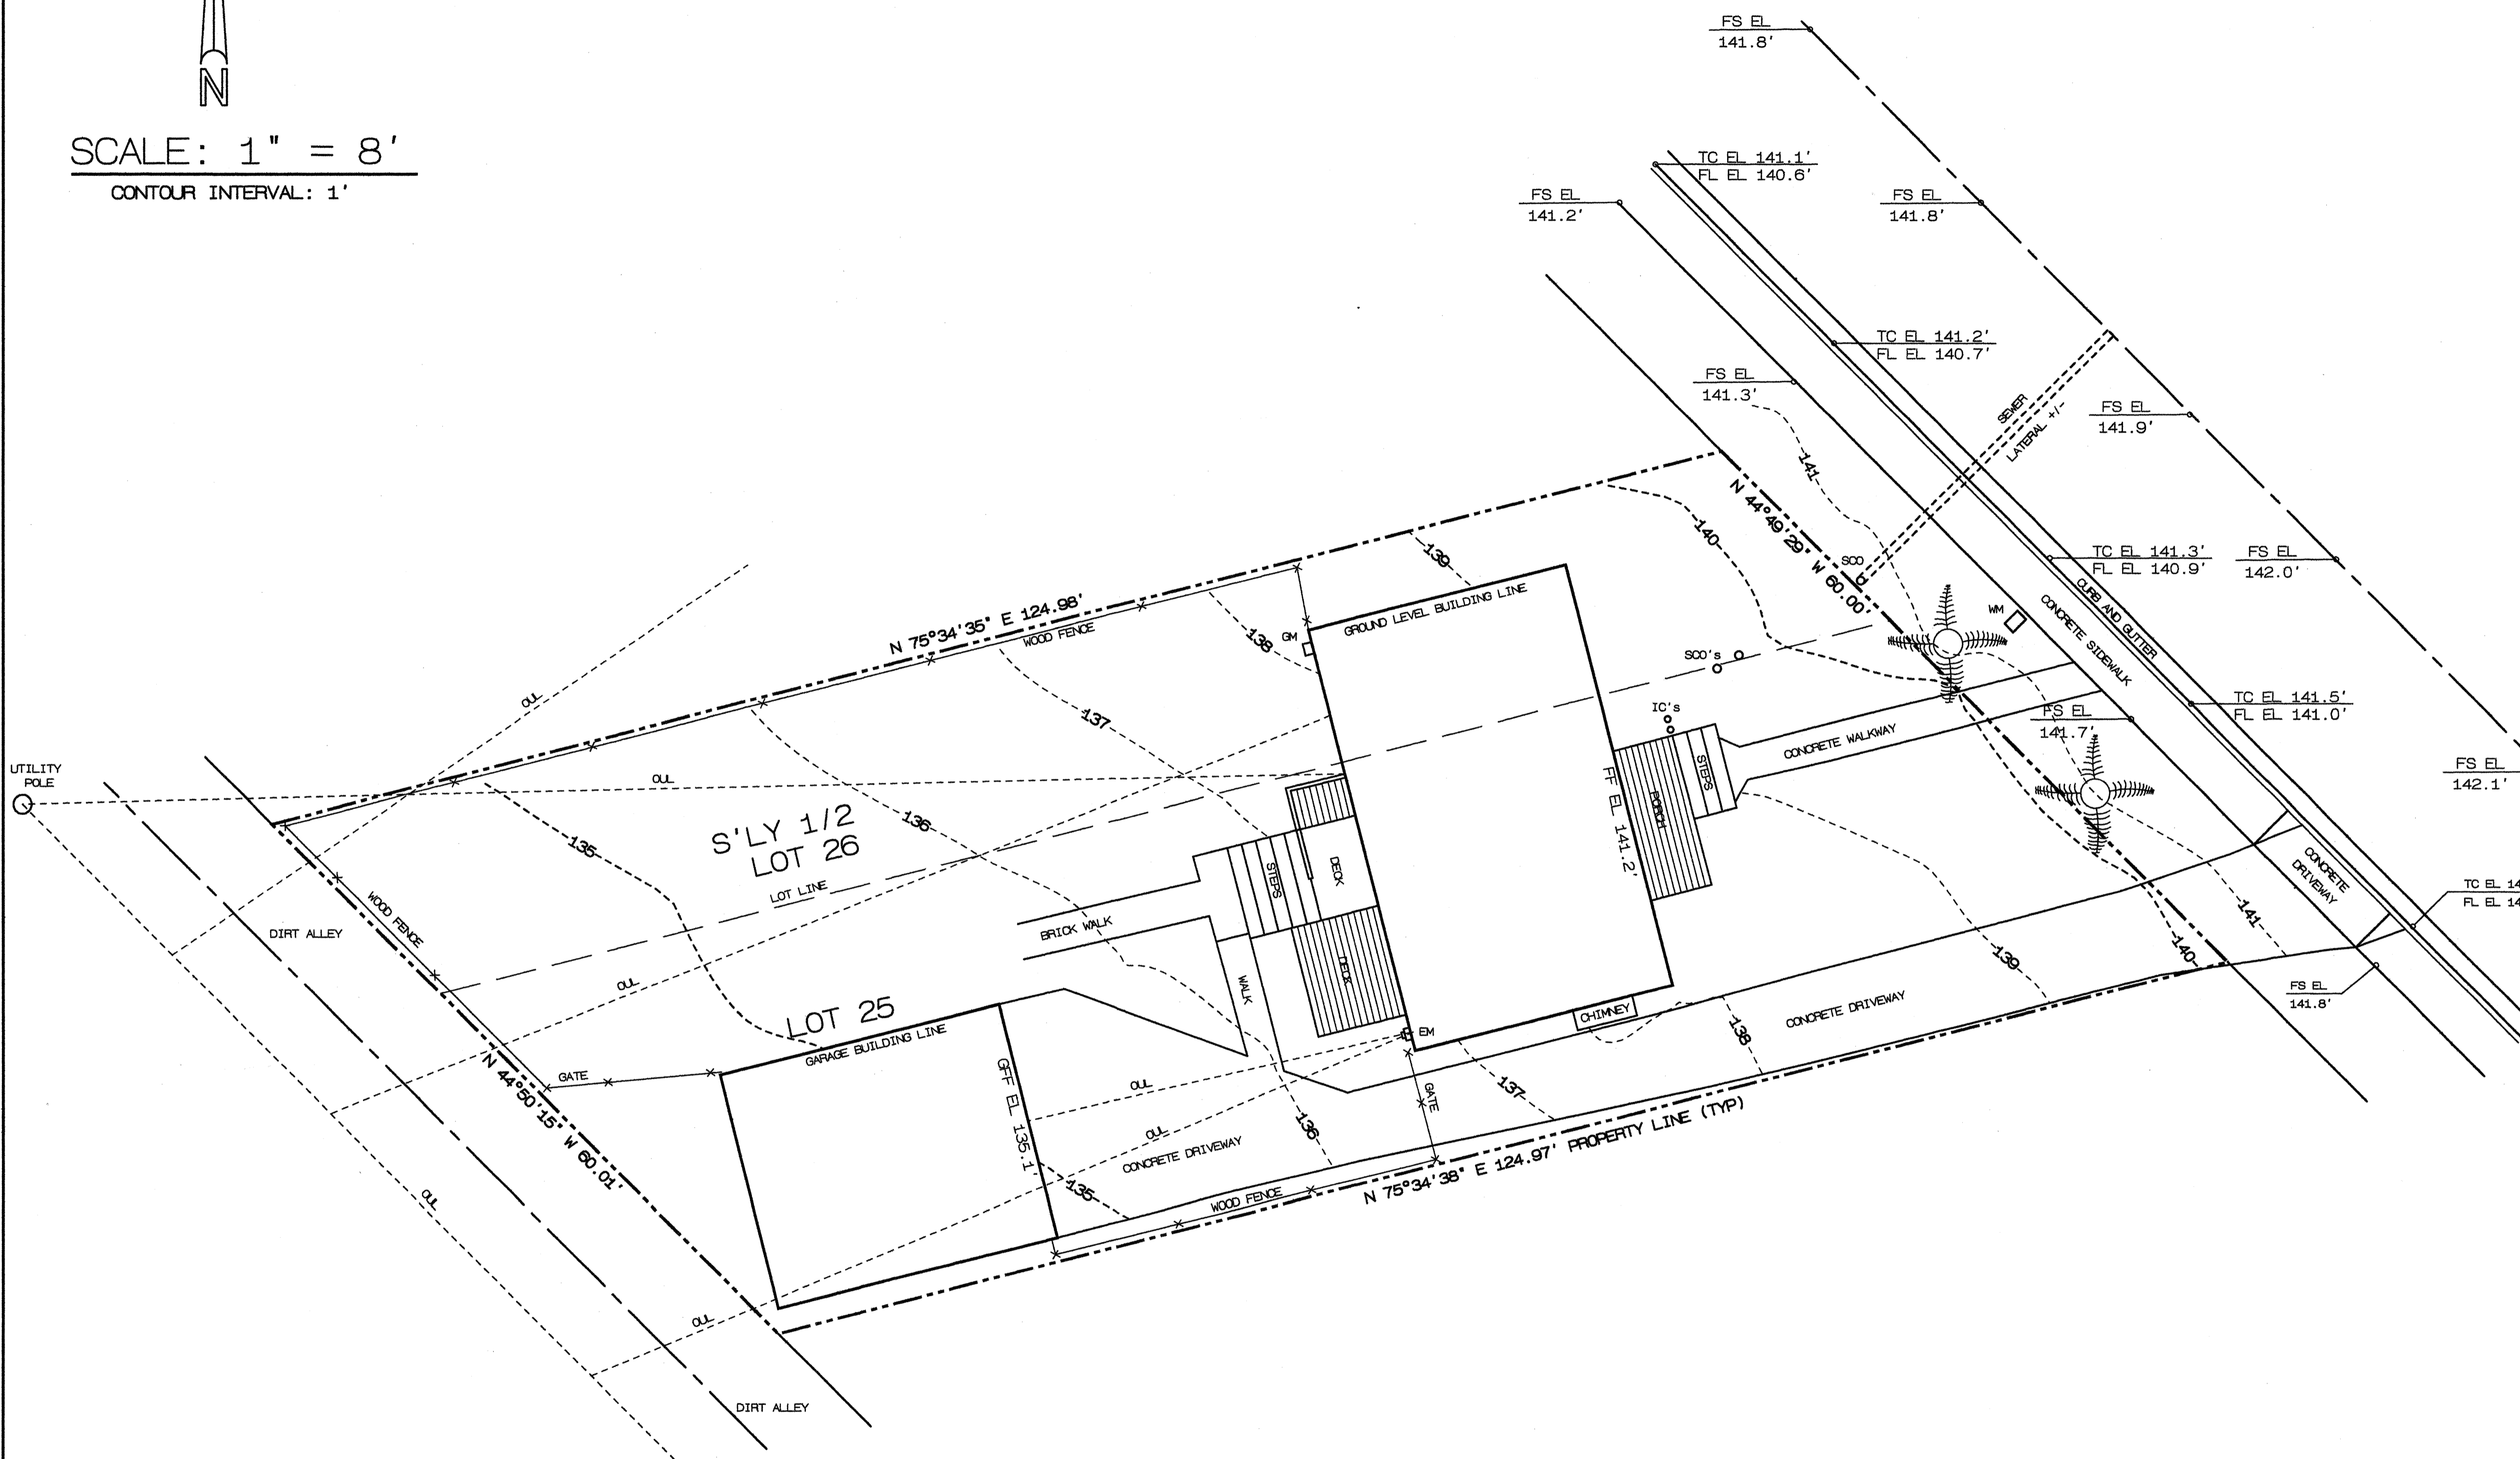 N
SCALE: 1" = 8'
CONTOUR INTERVAL: 1'
FS EL
141.8'
TC EL 141.1'
FL EL 140.6'
FS EL
141.2'
FS EL
141.8'
TC EL 141.2'
FL EL 140.7'
FS EL
141.3'
SEWER
LATERAL +/-
FS EL
141.9'
141
N 44°49'29" W 60.00'
140
139
SCO
TC EL 141.3'
FL EL 140.9'
FS EL
142.0'
CURB AND GUTTER
CONCRETE SIDEWALK
WM
N 75°34'35" E 124.98'
WOOD FENCE
138
GM
GROUND LEVEL BUILDING LINE
SCO's
IC's
TC EL 141.5'
FL EL 141.0'
FS EL
141.7'
CONCRETE WALKWAY
OUL
137
UTILITY
POLE
OUL
STEPS
PORCH
FF EL 141.2'
FS EL
142.1'
135
S'LY 1/2
LOT 26
136
LOT LINE
STEPS
DECK
CONCRETE
DRIVEWAY
TC EL 14
FL EL 14
WOOD FENCE
DIRT ALLEY
BRICK WALK
141
140
139
OUL
WALK
DECK
FS EL
141.8'
LOT 25
GARAGE BUILDING LINE
CHIMNEY
CONCRETE DRIVEWAY
138
EM
GATE
GFF EL 135.1'
OUL
GATE
137
N 44°50'15" W 60.01'
136
OUL
CONCRETE DRIVEWAY
N 75°34'38" E 124.97' PROPERTY LINE (TYP)
135
WOOD FENCE
OUL
OUL
DIRT ALLEY